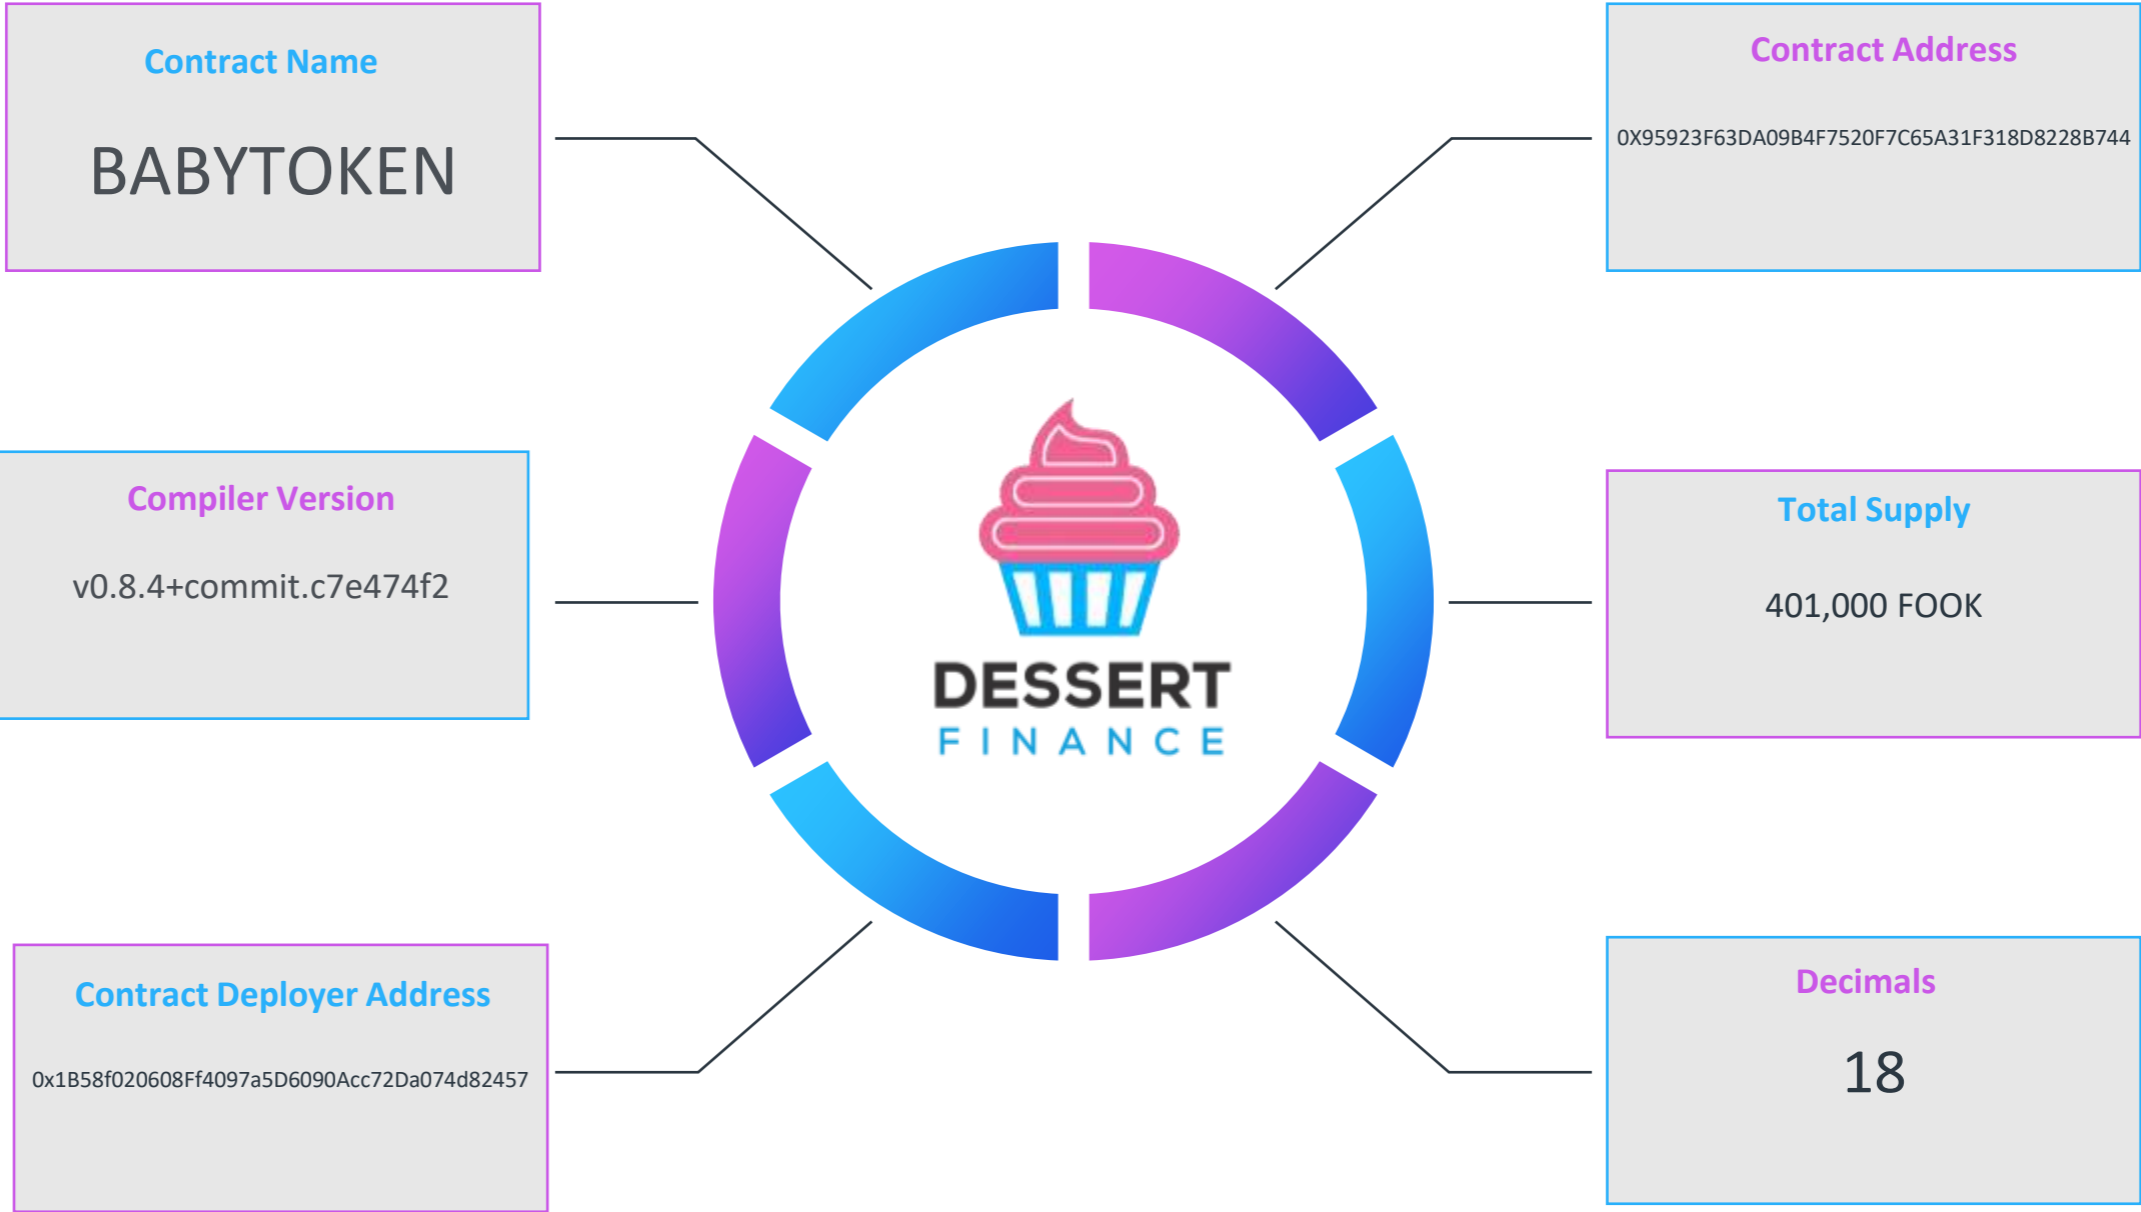 Contract Name
BABYTOKEN
Contract Address
0X95923F63DA09B4F7520F7C65A31F318D8228B744
Compiler Version
v0.8.4+commit.c7e474f2
DESSERT
FINANCE
Total Supply
401,000 FOOK
Contract Deployer Address
0x1B58f020608Ff4097a5D6090Acc72Da074d82457
Decimals
18